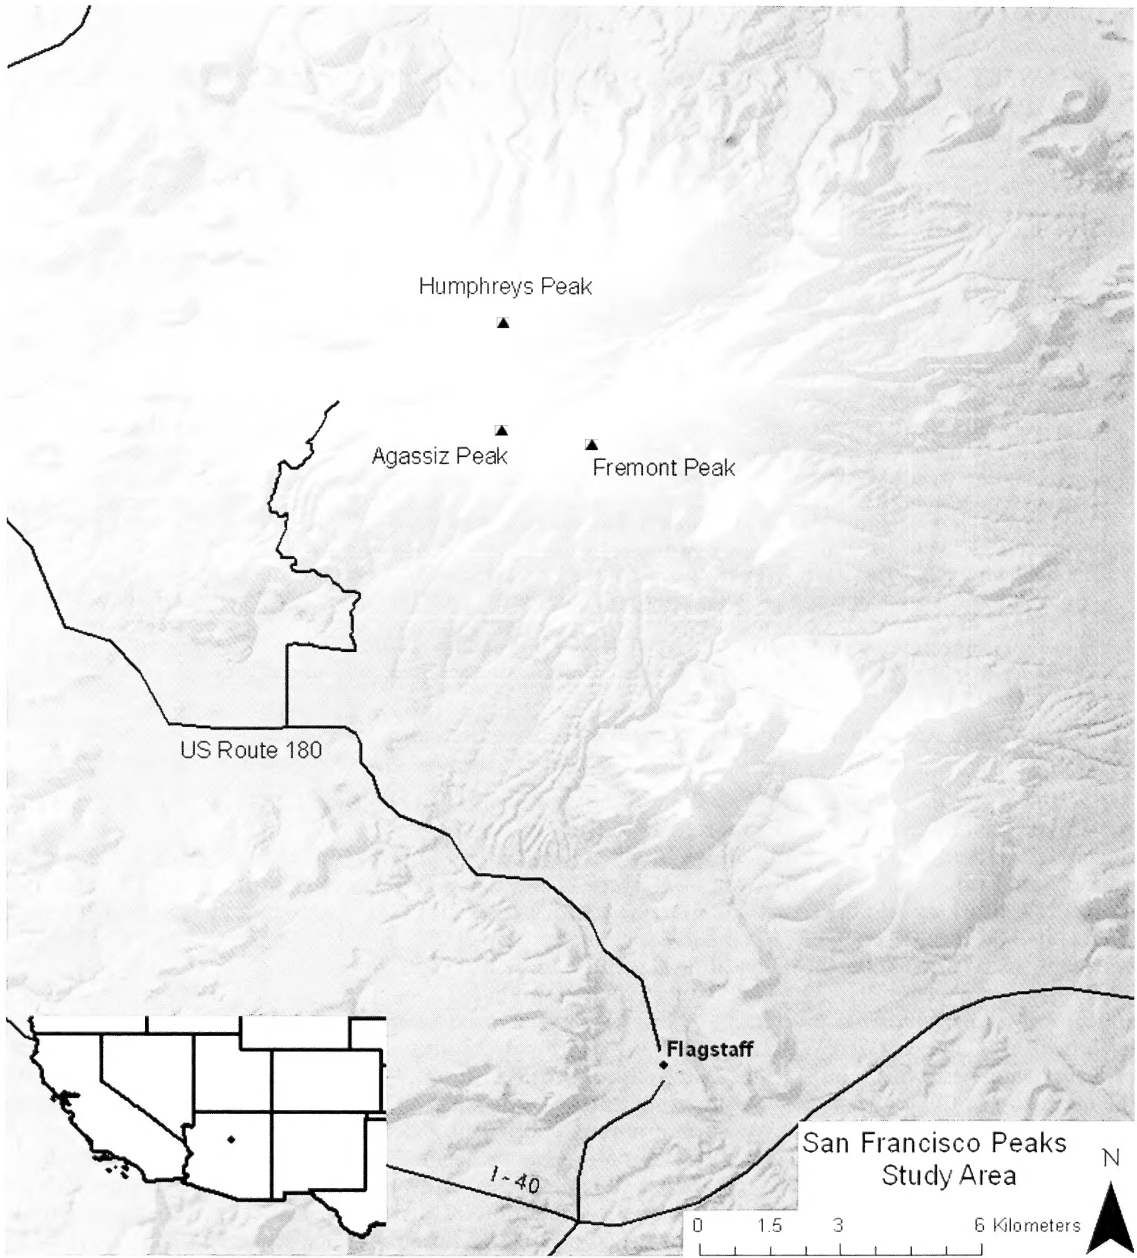 Humphreys Peak
Agassiz Peak
Fremont Peak
US Route 180
Flagstaff
I-40
San Francisco Peaks
Study Area
N
0 1.5 3 6 Kilometers